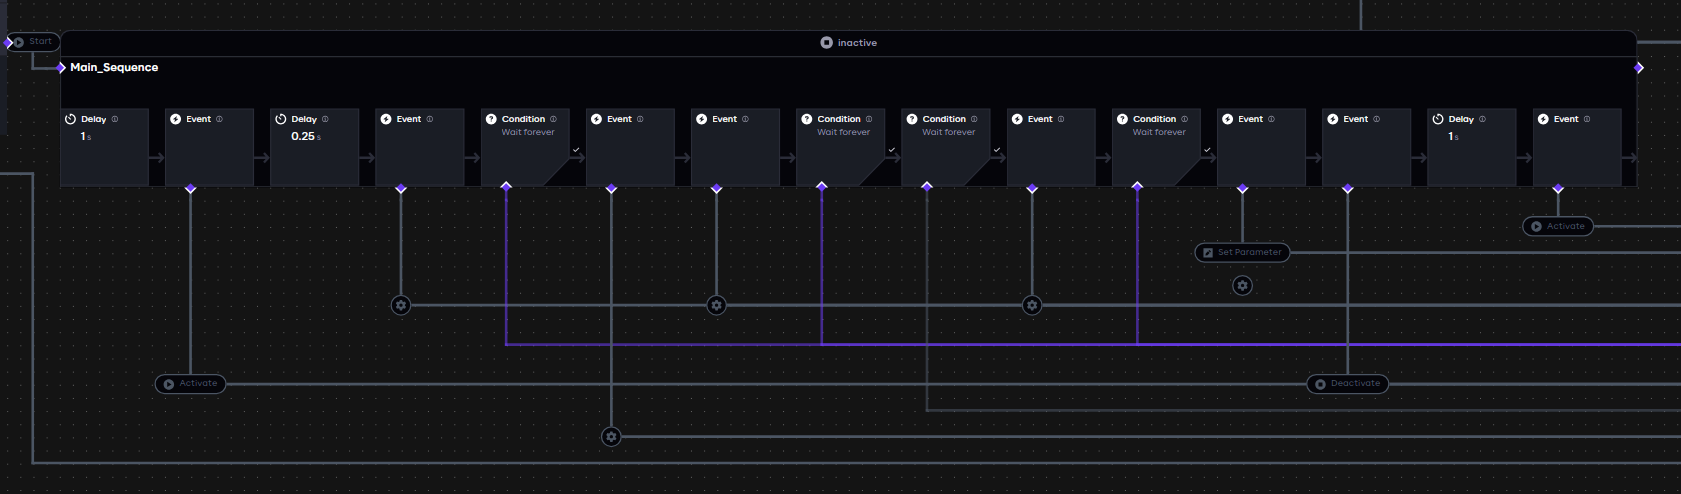 Start
inactive
Main_Sequence
Delay
1 s
Event
Delay
0.25 s
Event
Condition
Wait forever
Event
Event
Condition
Wait forever
Condition
Wait forever
Event
Condition
Wait forever
Event
Event
Delay
1 s
Event
Activate
Set Parameter
Activate
Deactivate